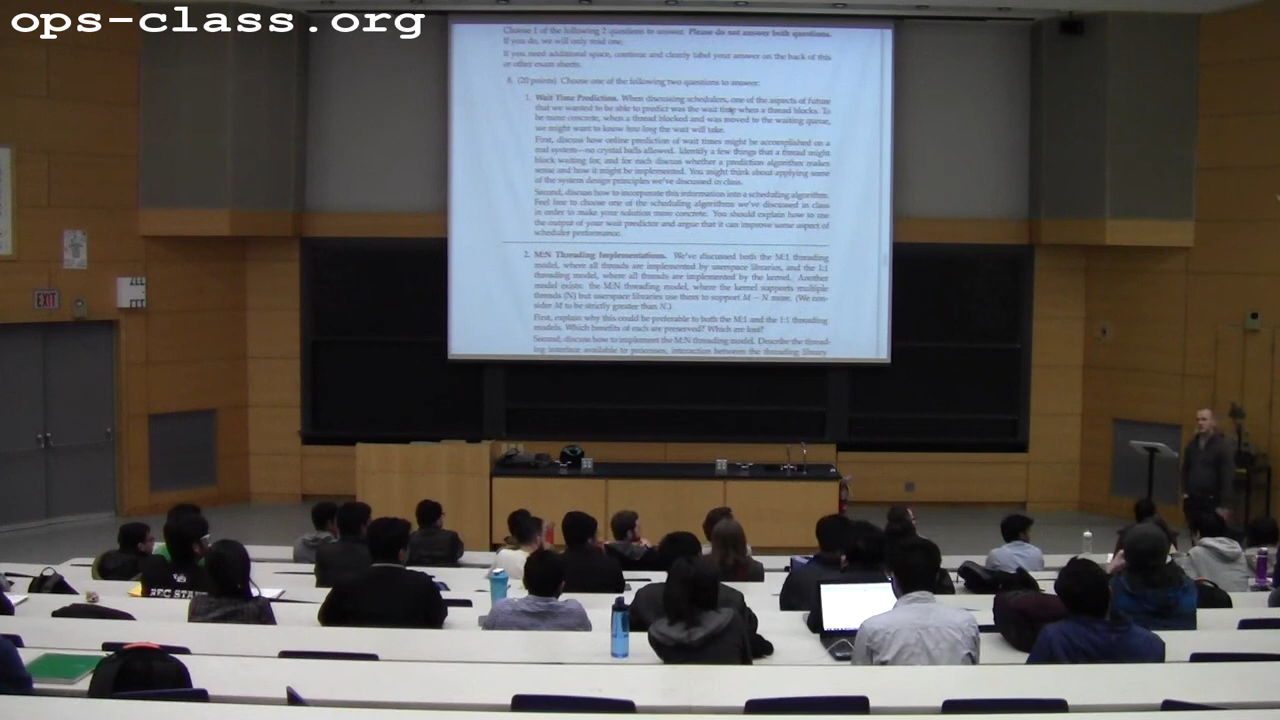 ops-class.org
Choose 1 of the following 2 questions to answer. Please do not answer both questions.
If you do, we will only read one.
If you need additional space, continue and clearly label your answer on the back of this
or other exam sheets.
8. (20 points) Choose one of the following two questions to answer:
1. Wait Time Prediction. When discussing schedulers, one of the aspects of future
that we wanted to be able to predict was the wait time when a thread blocks. To
be more concrete, when a thread blocked and was moved to the waiting queue,
we might want to know how long the wait will take.
First, discuss how online prediction of wait times might be accomplished on a
real system—no crystal balls allowed. Identify a few things that a thread might
block waiting for, and for each discuss whether a prediction algorithm makes
sense and how it might be implemented. You might think about applying some
of the system design principles we've discussed in class.
Second, discuss how to incorporate this information into a scheduling algorithm.
Feel free to choose one of the scheduling algorithms we've discussed in class
in order to make your solution more concrete. You should explain how to use
the output of your wait predictor and argue that it can improve some aspect of
scheduler performance.
2. M:N Threading Implementations. We've discussed both the M:1 threading
model, where all threads are implemented by userspace libraries, and the 1:1
threading model, where all threads are implemented by the kernel. Another
model exists: the M:N threading model, where the kernel supports multiple
threads (N) but userspace libraries use them to support M − N more. (We con-
sider M to be strictly greater than N.)
First, explain why this could be preferable to both the M:1 and the 1:1 threading
models. Which benefits of each are preserved? Which are lost?
Second, discuss how to implement the M:N threading model. Describe the thread-
ing interface available to processes, interaction between the threading library
EXIT